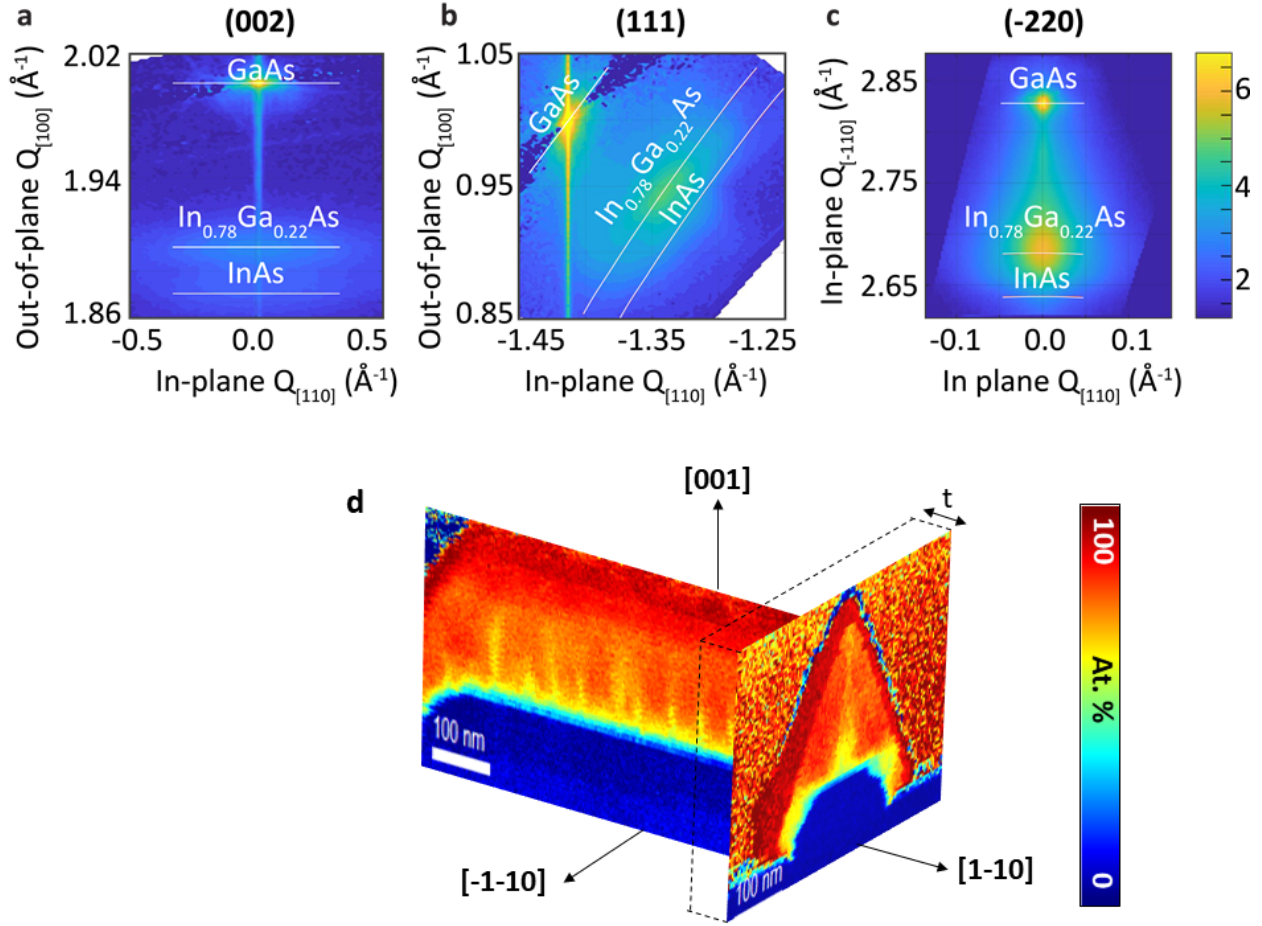 a (002)
Out-of-plane Q[100] (Å-1)
2.02
1.94
1.86
GaAs
In0.78Ga0.22As
InAs
-0.5 0.0 0.5
In-plane Q[110] (Å-1)
b (111)
Out-of-plane Q[100] (Å-1)
1.05
0.95
0.85
GaAs
In0.78Ga0.22As
InAs
-1.45 -1.35 -1.25
In-plane Q[110] (Å-1)
c (-220)
In-plane Q[-110] (Å-1)
2.85
2.75
2.65
GaAs
In0.78Ga0.22As
InAs
-0.1 0.0 0.1
In plane Q[110] (Å-1)
6
4
2
d
[001]
t
100 nm
100 nm
[-1-10]
[1-10]
100
At. %
0